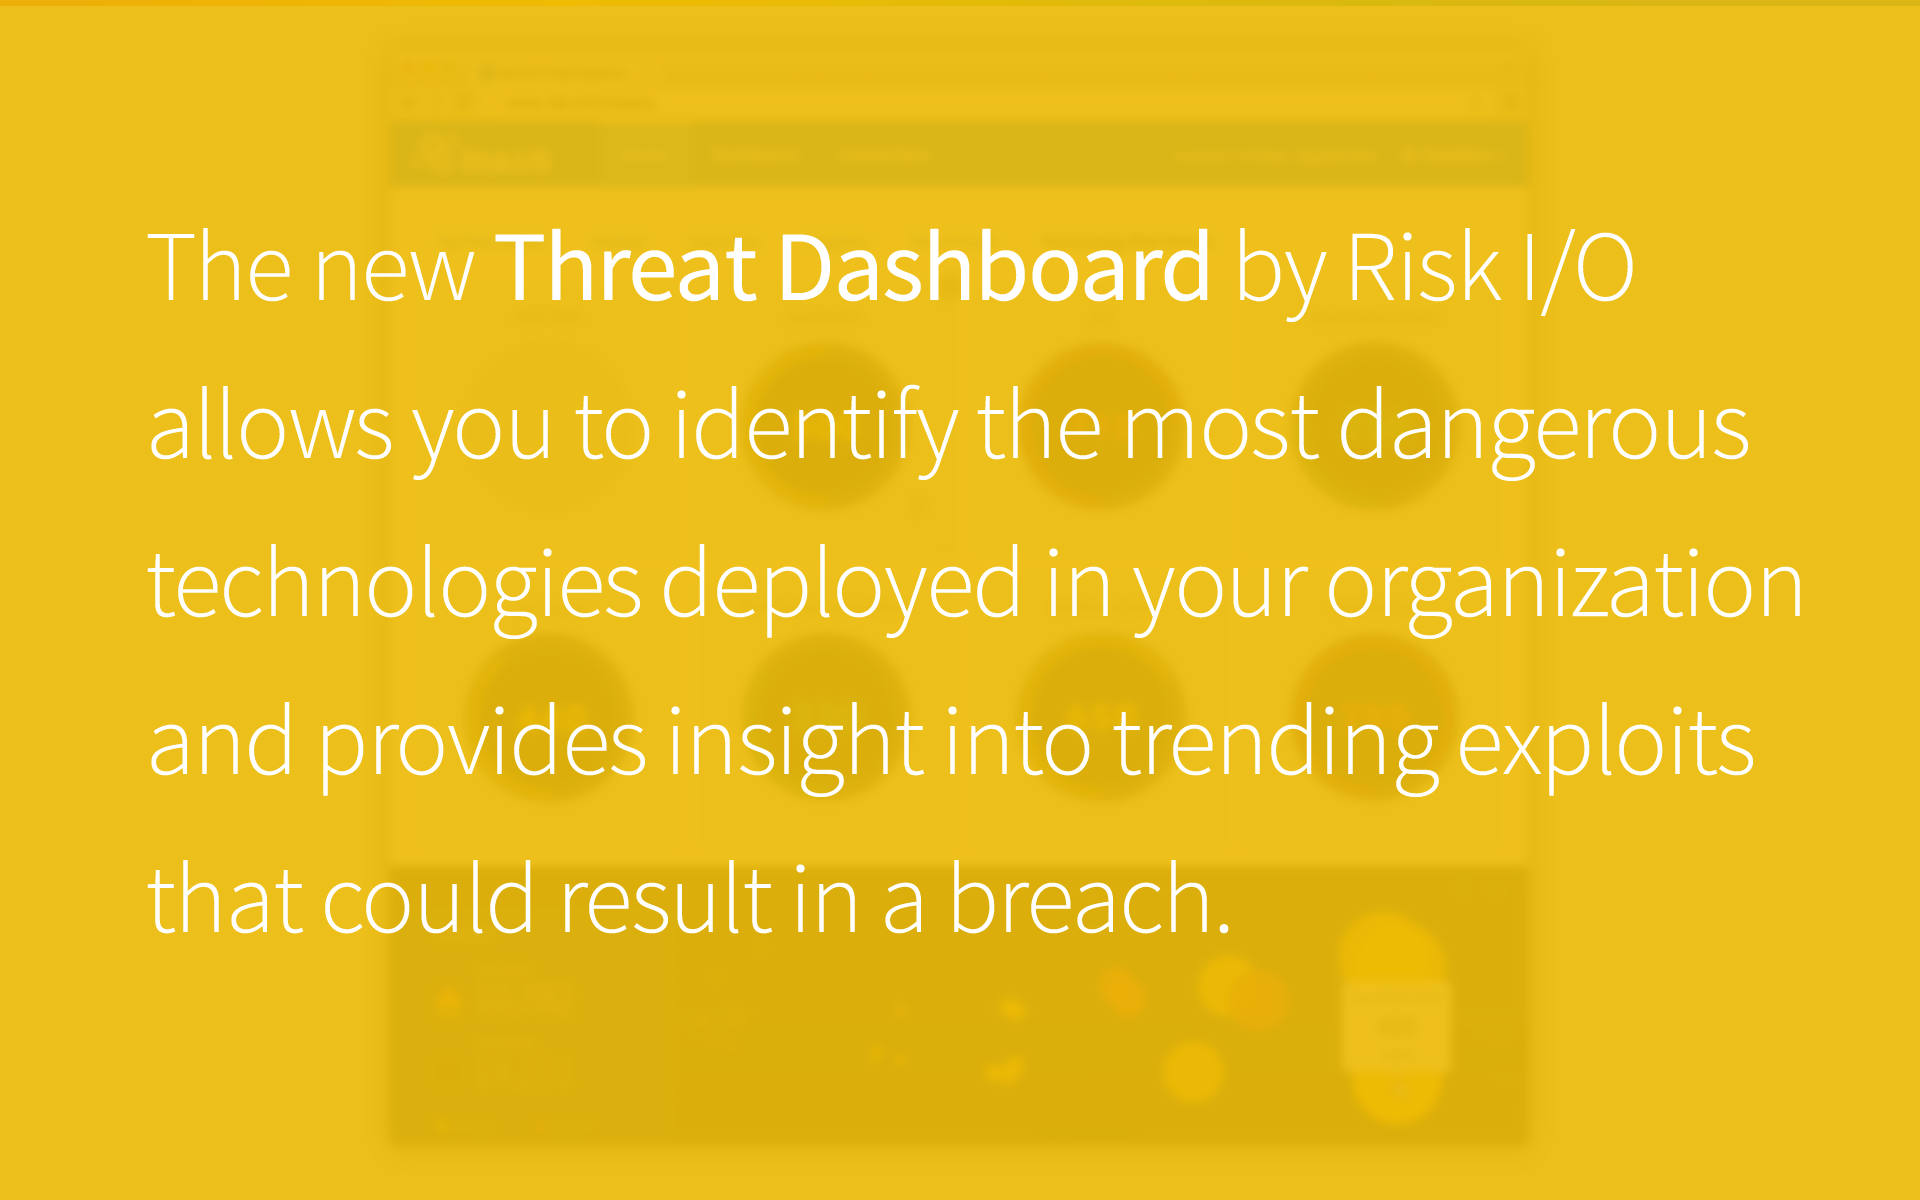 The new Threat Dashboard by Risk I/O
allows you to identify the most dangerous
technologies deployed in your organization
and provides insight into trending exploits
that could result in a breach.